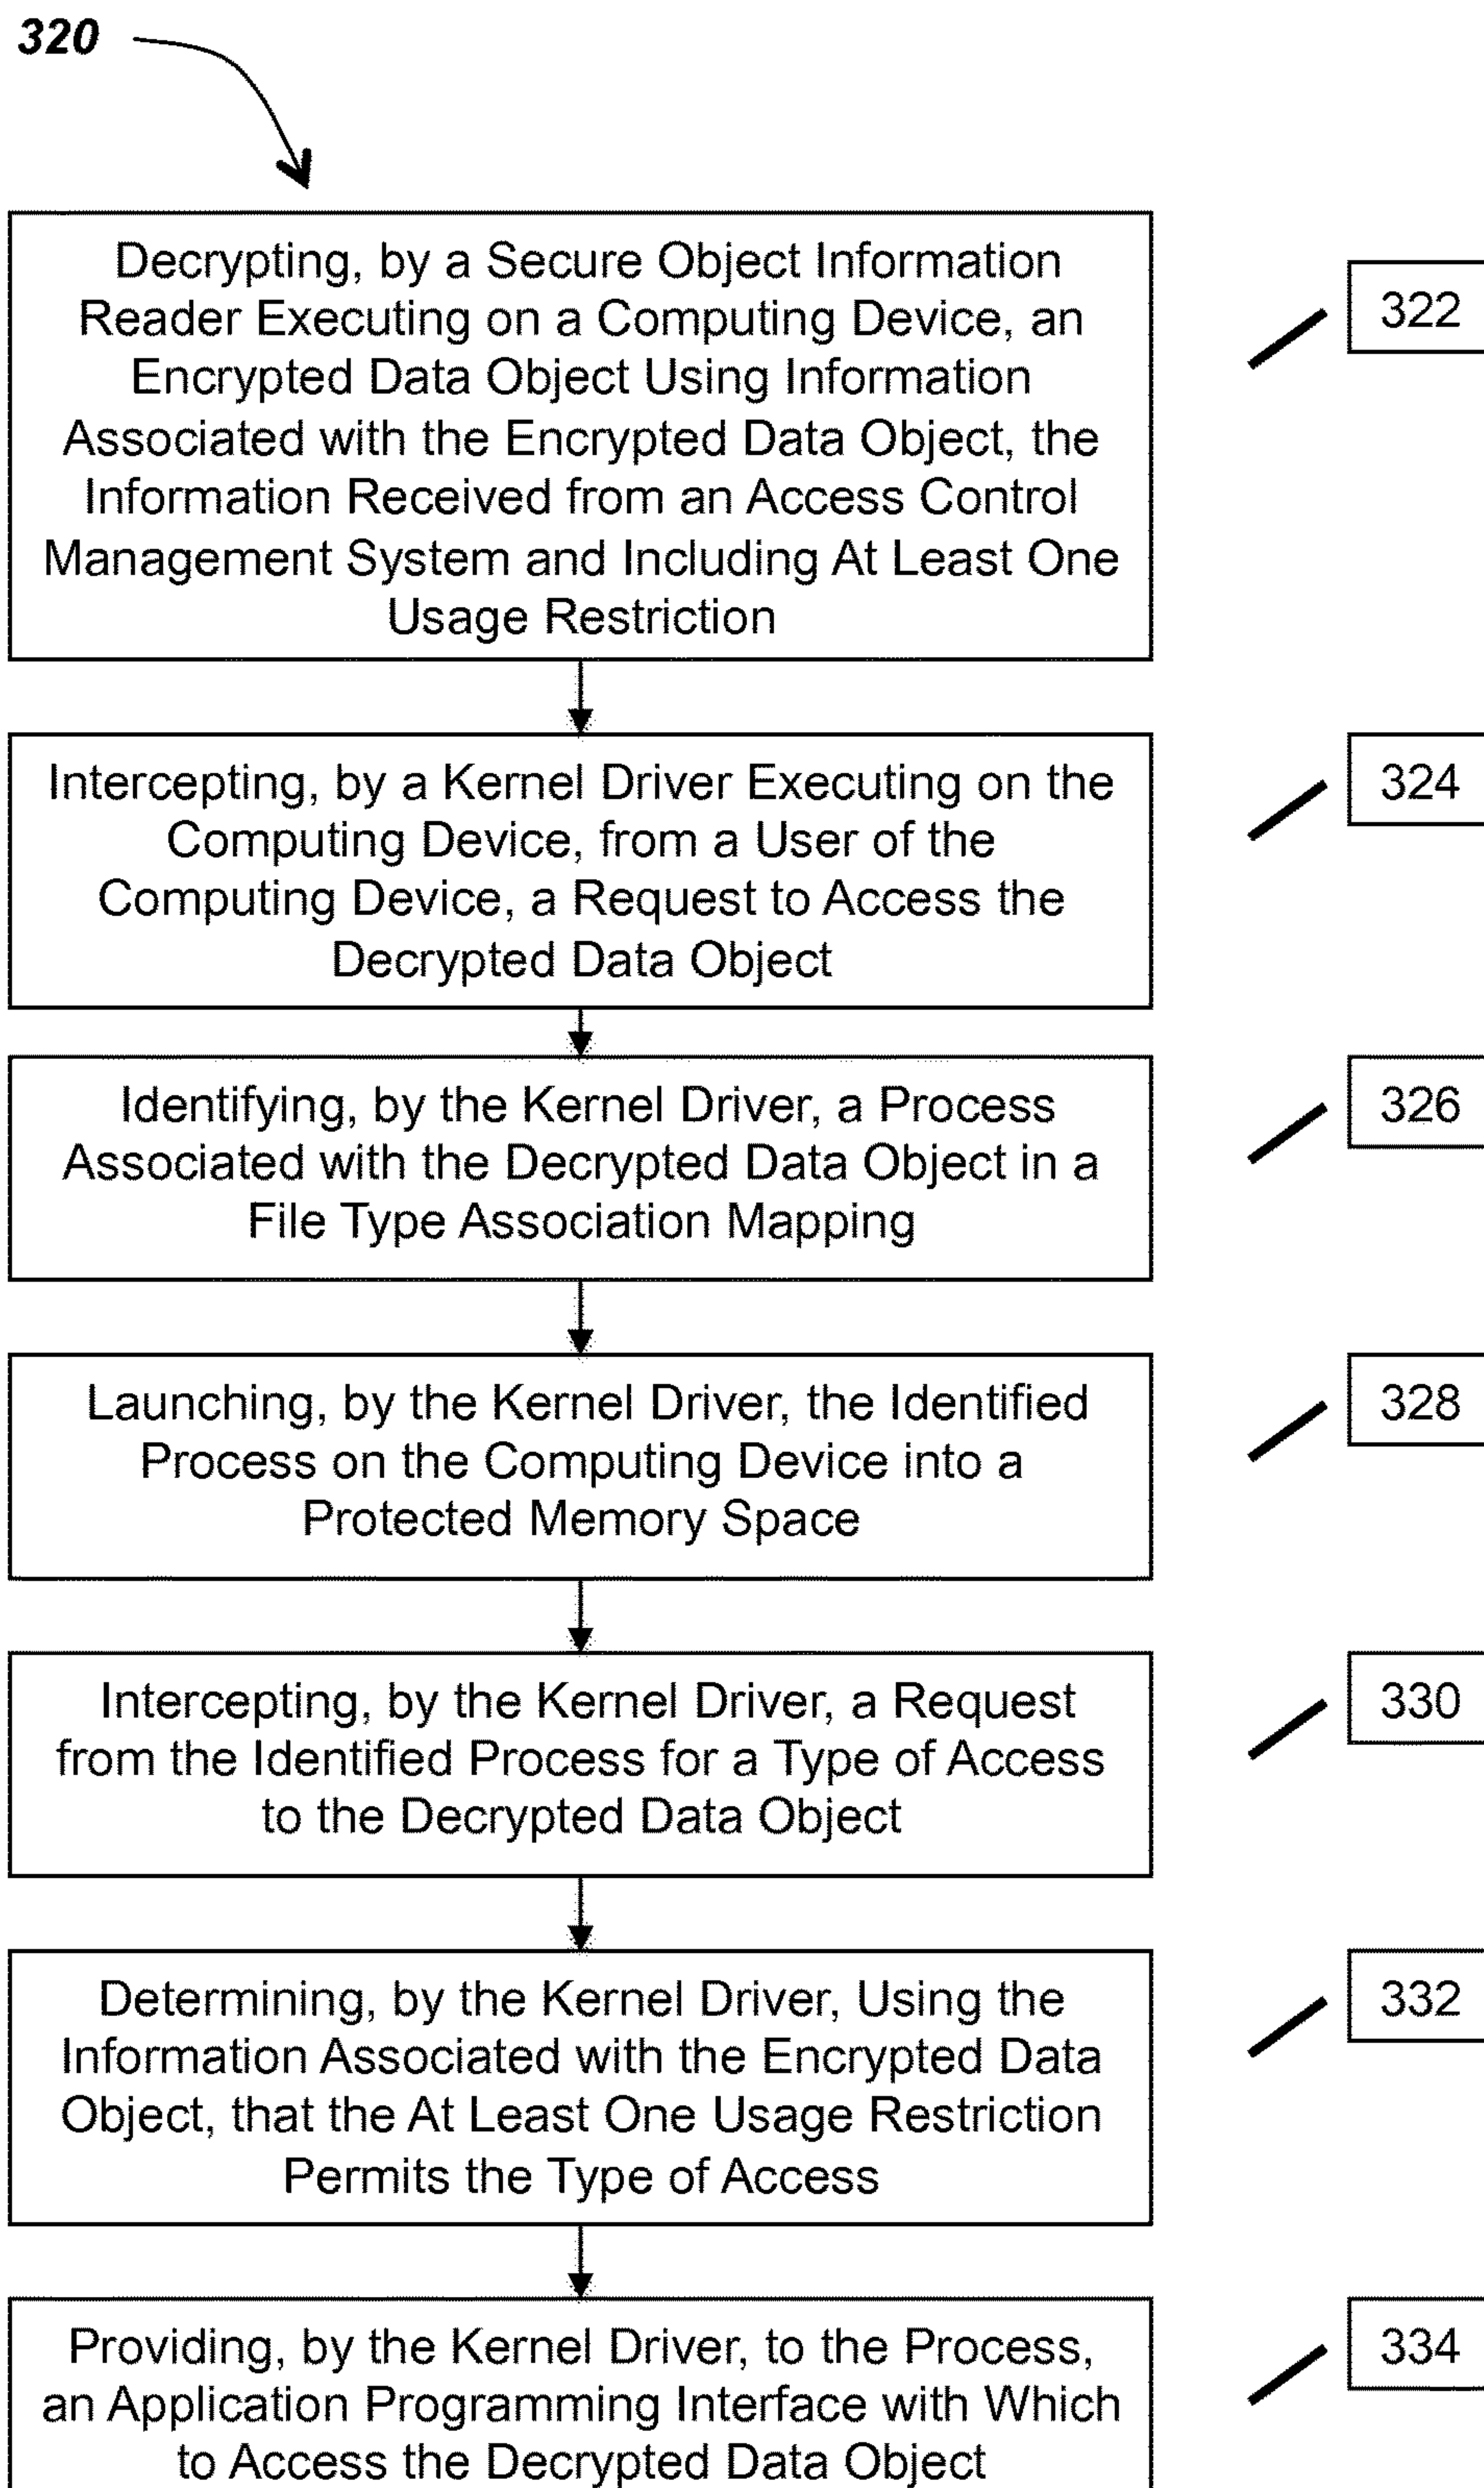 320
Decrypting, by a Secure Object Information
Reader Executing on a Computing Device, an
Encrypted Data Object Using Information
Associated with the Encrypted Data Object, the
Information Received from an Access Control
Management System and Including At Least One
Usage Restriction
322
Intercepting, by a Kernel Driver Executing on the
Computing Device, from a User of the
Computing Device, a Request to Access the
Decrypted Data Object
324
Identifying, by the Kernel Driver, a Process
Associated with the Decrypted Data Object in a
File Type Association Mapping
326
Launching, by the Kernel Driver, the Identified
Process on the Computing Device into a
Protected Memory Space
328
Intercepting, by the Kernel Driver, a Request
from the Identified Process for a Type of Access
to the Decrypted Data Object
330
Determining, by the Kernel Driver, Using the
Information Associated with the Encrypted Data
Object, that the At Least One Usage Restriction
Permits the Type of Access
332
Providing, by the Kernel Driver, to the Process,
an Application Programming Interface with Which
to Access the Decrypted Data Object
334